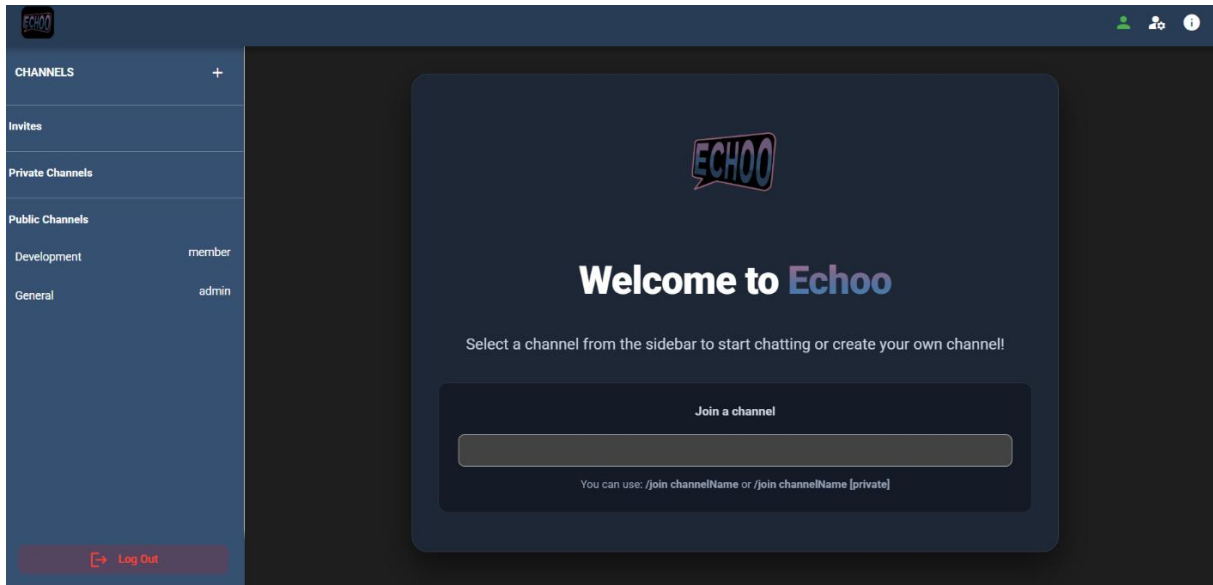 ECHOO
CHANNELS +
Invites
Private Channels
Public Channels
Development member
General admin
Log Out
ECHOO
Welcome to Echoo
Select a channel from the sidebar to start chatting or create your own channel!
Join a channel
You can use: /join channelName or /join channelName [private]